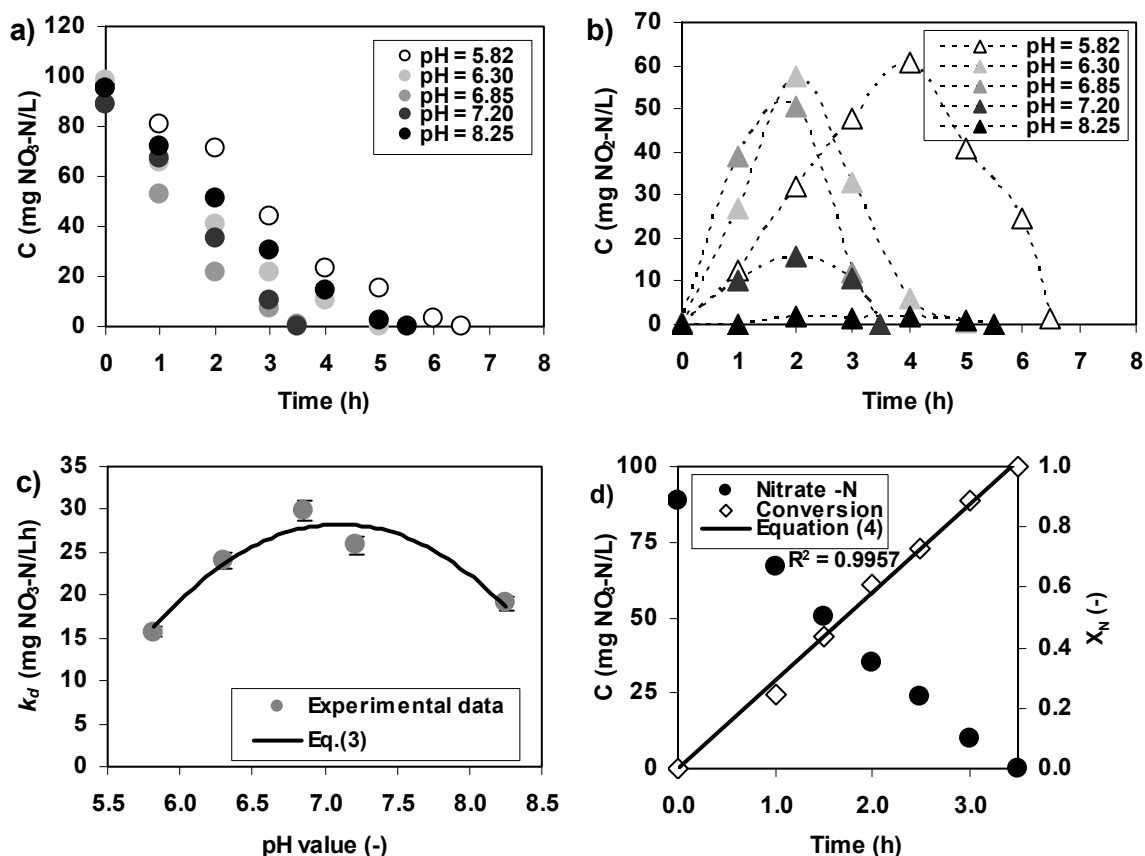 a)
C (mg NO₃-N/L)
120
100
80
60
40
20
0
0 1 2 3 4 5 6 7 8
Time (h)
pH = 5.82
pH = 6.30
pH = 6.85
pH = 7.20
pH = 8.25
b)
C (mg NO₂-N/L)
70
60
50
40
30
20
10
0
0 1 2 3 4 5 6 7 8
Time (h)
pH = 5.82
pH = 6.30
pH = 6.85
pH = 7.20
pH = 8.25
c)
k_d (mg NO₃-N/Lh)
35
30
25
20
15
10
5
0
5.5 6.0 6.5 7.0 7.5 8.0 8.5
pH value (-)
Experimental data
Eq.(3)
d)
C (mg NO₃-N/L)
100
75
50
25
0
0.0 1.0 2.0 3.0
Time (h)
Nitrate -N
Conversion
Equation (4)
R² = 0.9957
1.0
0.8
0.6
0.4
0.2
0.0
X_N (-)